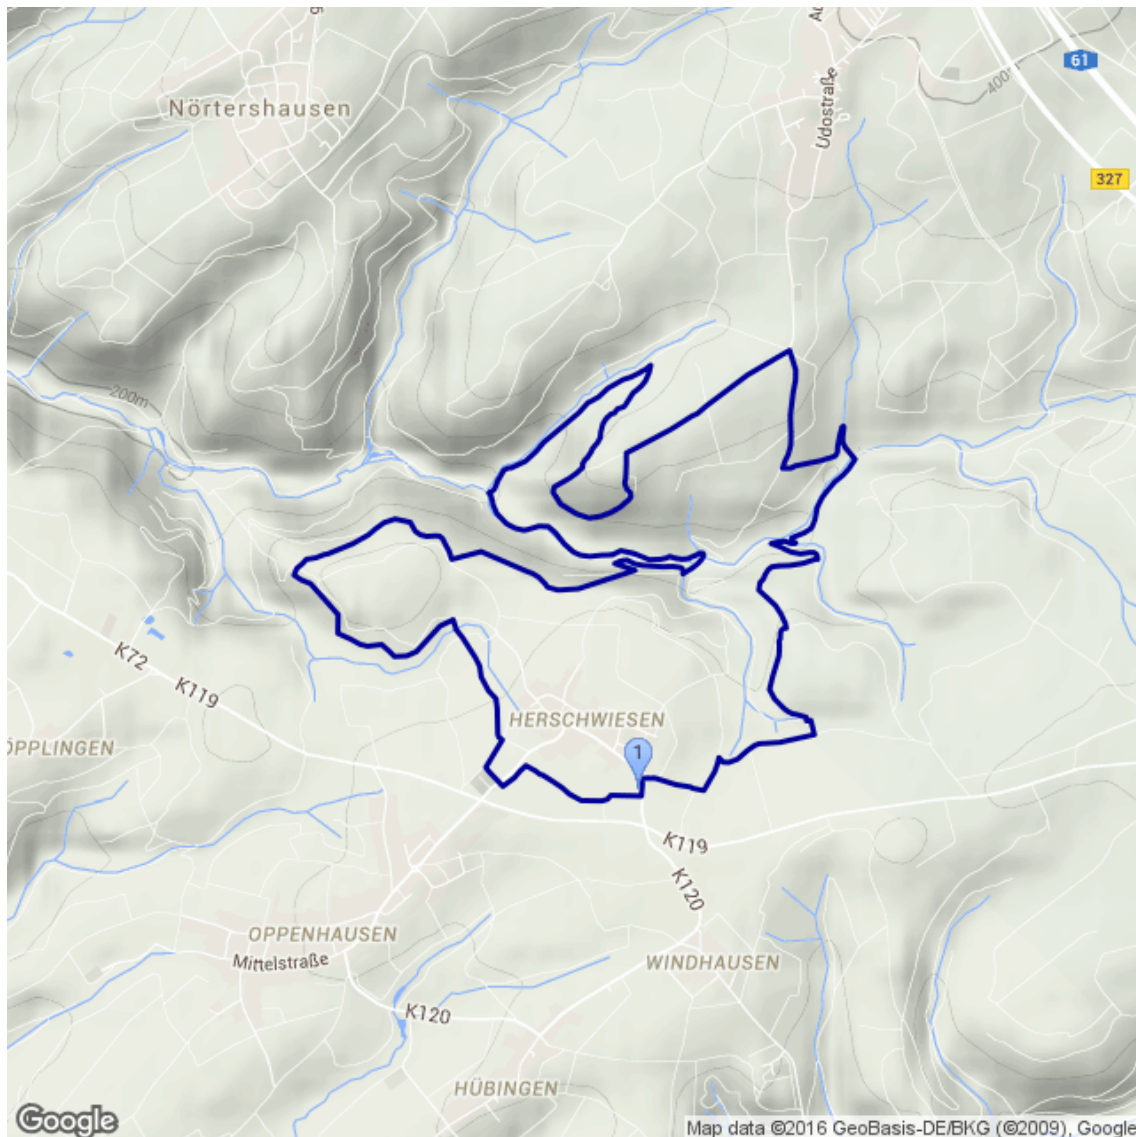 61
400m
Nörtershausen
Udostraße
327
200m
K72
K119
HERSCHWIESEN
ÖPPLINGEN
1
K119
K120
OPPENHAUSEN
Mittelstraße
WINDHAUSEN
K120
HÜBINGEN
Google
Map data ©2016 GeoBasis-DE/BKG (©2009), Google